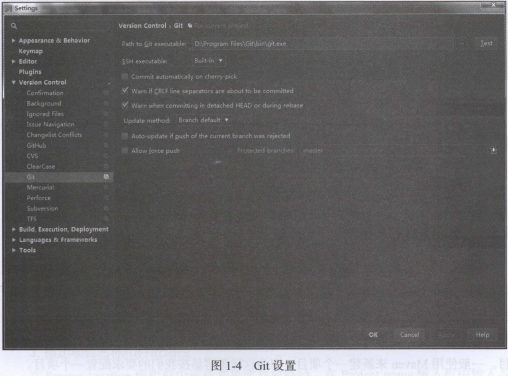 Settings
Version Control › Git
For current project
Appearance & Behavior
Keymap
Editor
Plugins
Version Control
Confirmation
Background
Ignored Files
Issue Navigation
Changelist Conflicts
GitHub
CVS
ClearCase
Git
Mercurial
Perforce
Subversion
TFS
Build, Execution, Deployment
Languages & Frameworks
Tools
Path to Git executable: D:\Program Files\Git\bin\git.exe
Test
SSH executable: Built-in
Commit automatically on cherry-pick
Warn if CRLF line separators are about to be committed
Warn when committing in detached HEAD or during rebase
Update method: Branch default
Auto-update if push of the current branch was rejected
Allow force push
Protected branches: master
OK
Cancel
Apply
Help
图 1-4 Git 设置